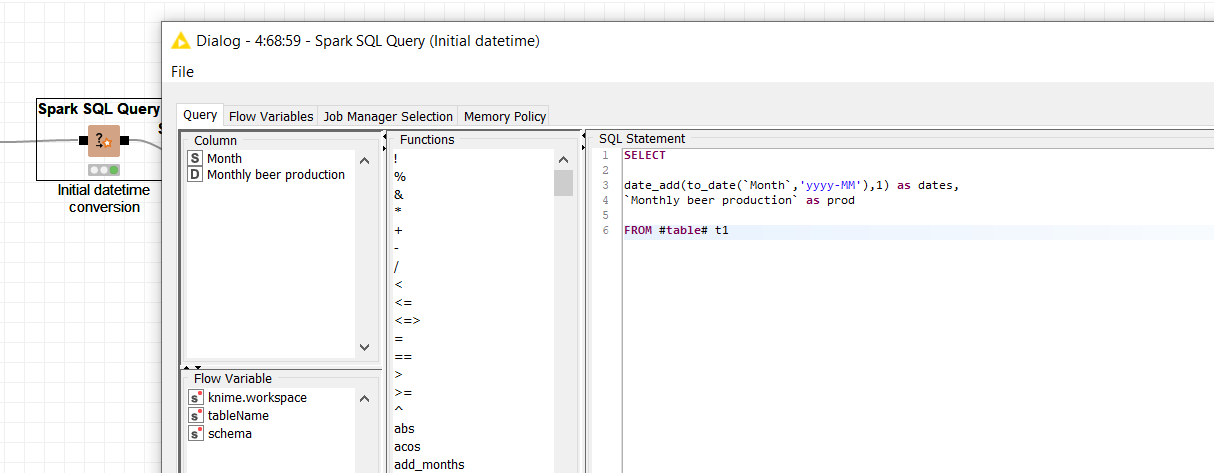 Dialog - 4:68:59 - Spark SQL Query (Initial datetime)
File
Spark SQL Query
?
Initial datetime
conversion
Query
Flow Variables
Job Manager Selection
Memory Policy
Column
S Month
D Monthly beer production
Flow Variable
s knime.workspace
s tableName
s schema
Functions
!
%
&
*
+
-
/
<
<=
<=>
=
==
>
>=
^
abs
acos
add_months
SQL Statement
1 SELECT
2
3 date_add(to_date(`Month`,'yyyy-MM'),1) as dates,
4 `Monthly beer production` as prod
5
6 FROM #table# t1